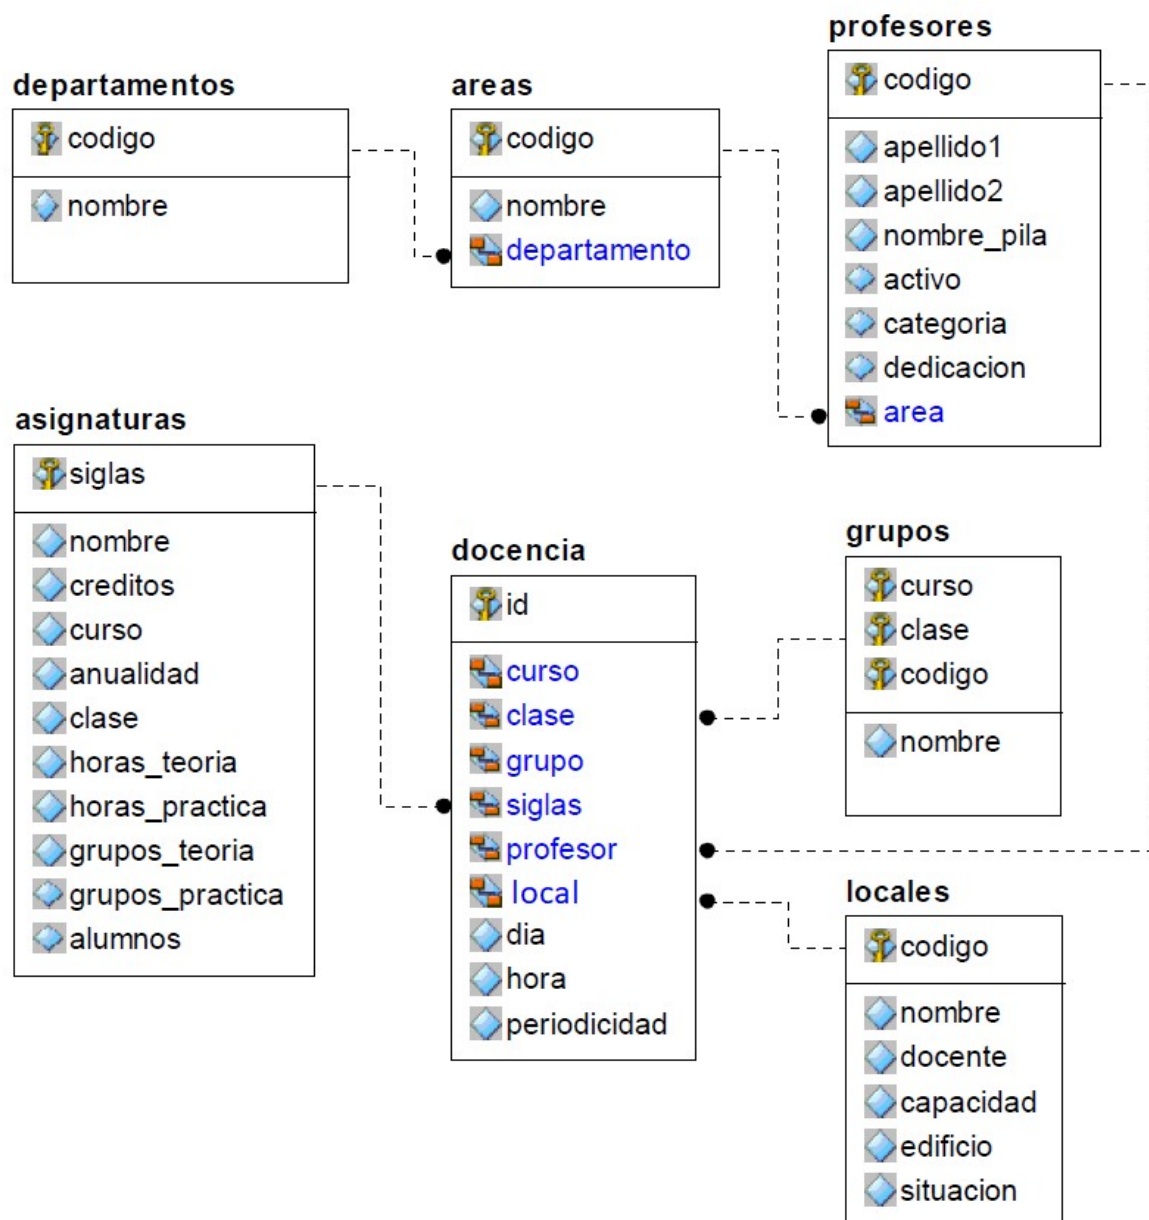 departamentos
codigo
nombre
areas
codigo
nombre
departamento
profesores
codigo
apellido1
apellido2
nombre_pila
activo
categoria
dedicacion
area
asignaturas
siglas
nombre
creditos
curso
anualidad
clase
horas_teoria
horas_practica
grupos_teoria
grupos_practica
alumnos
docencia
id
curso
clase
grupo
siglas
profesor
local
dia
hora
periodicidad
grupos
curso
clase
codigo
nombre
locales
codigo
nombre
docente
capacidad
edificio
situacion